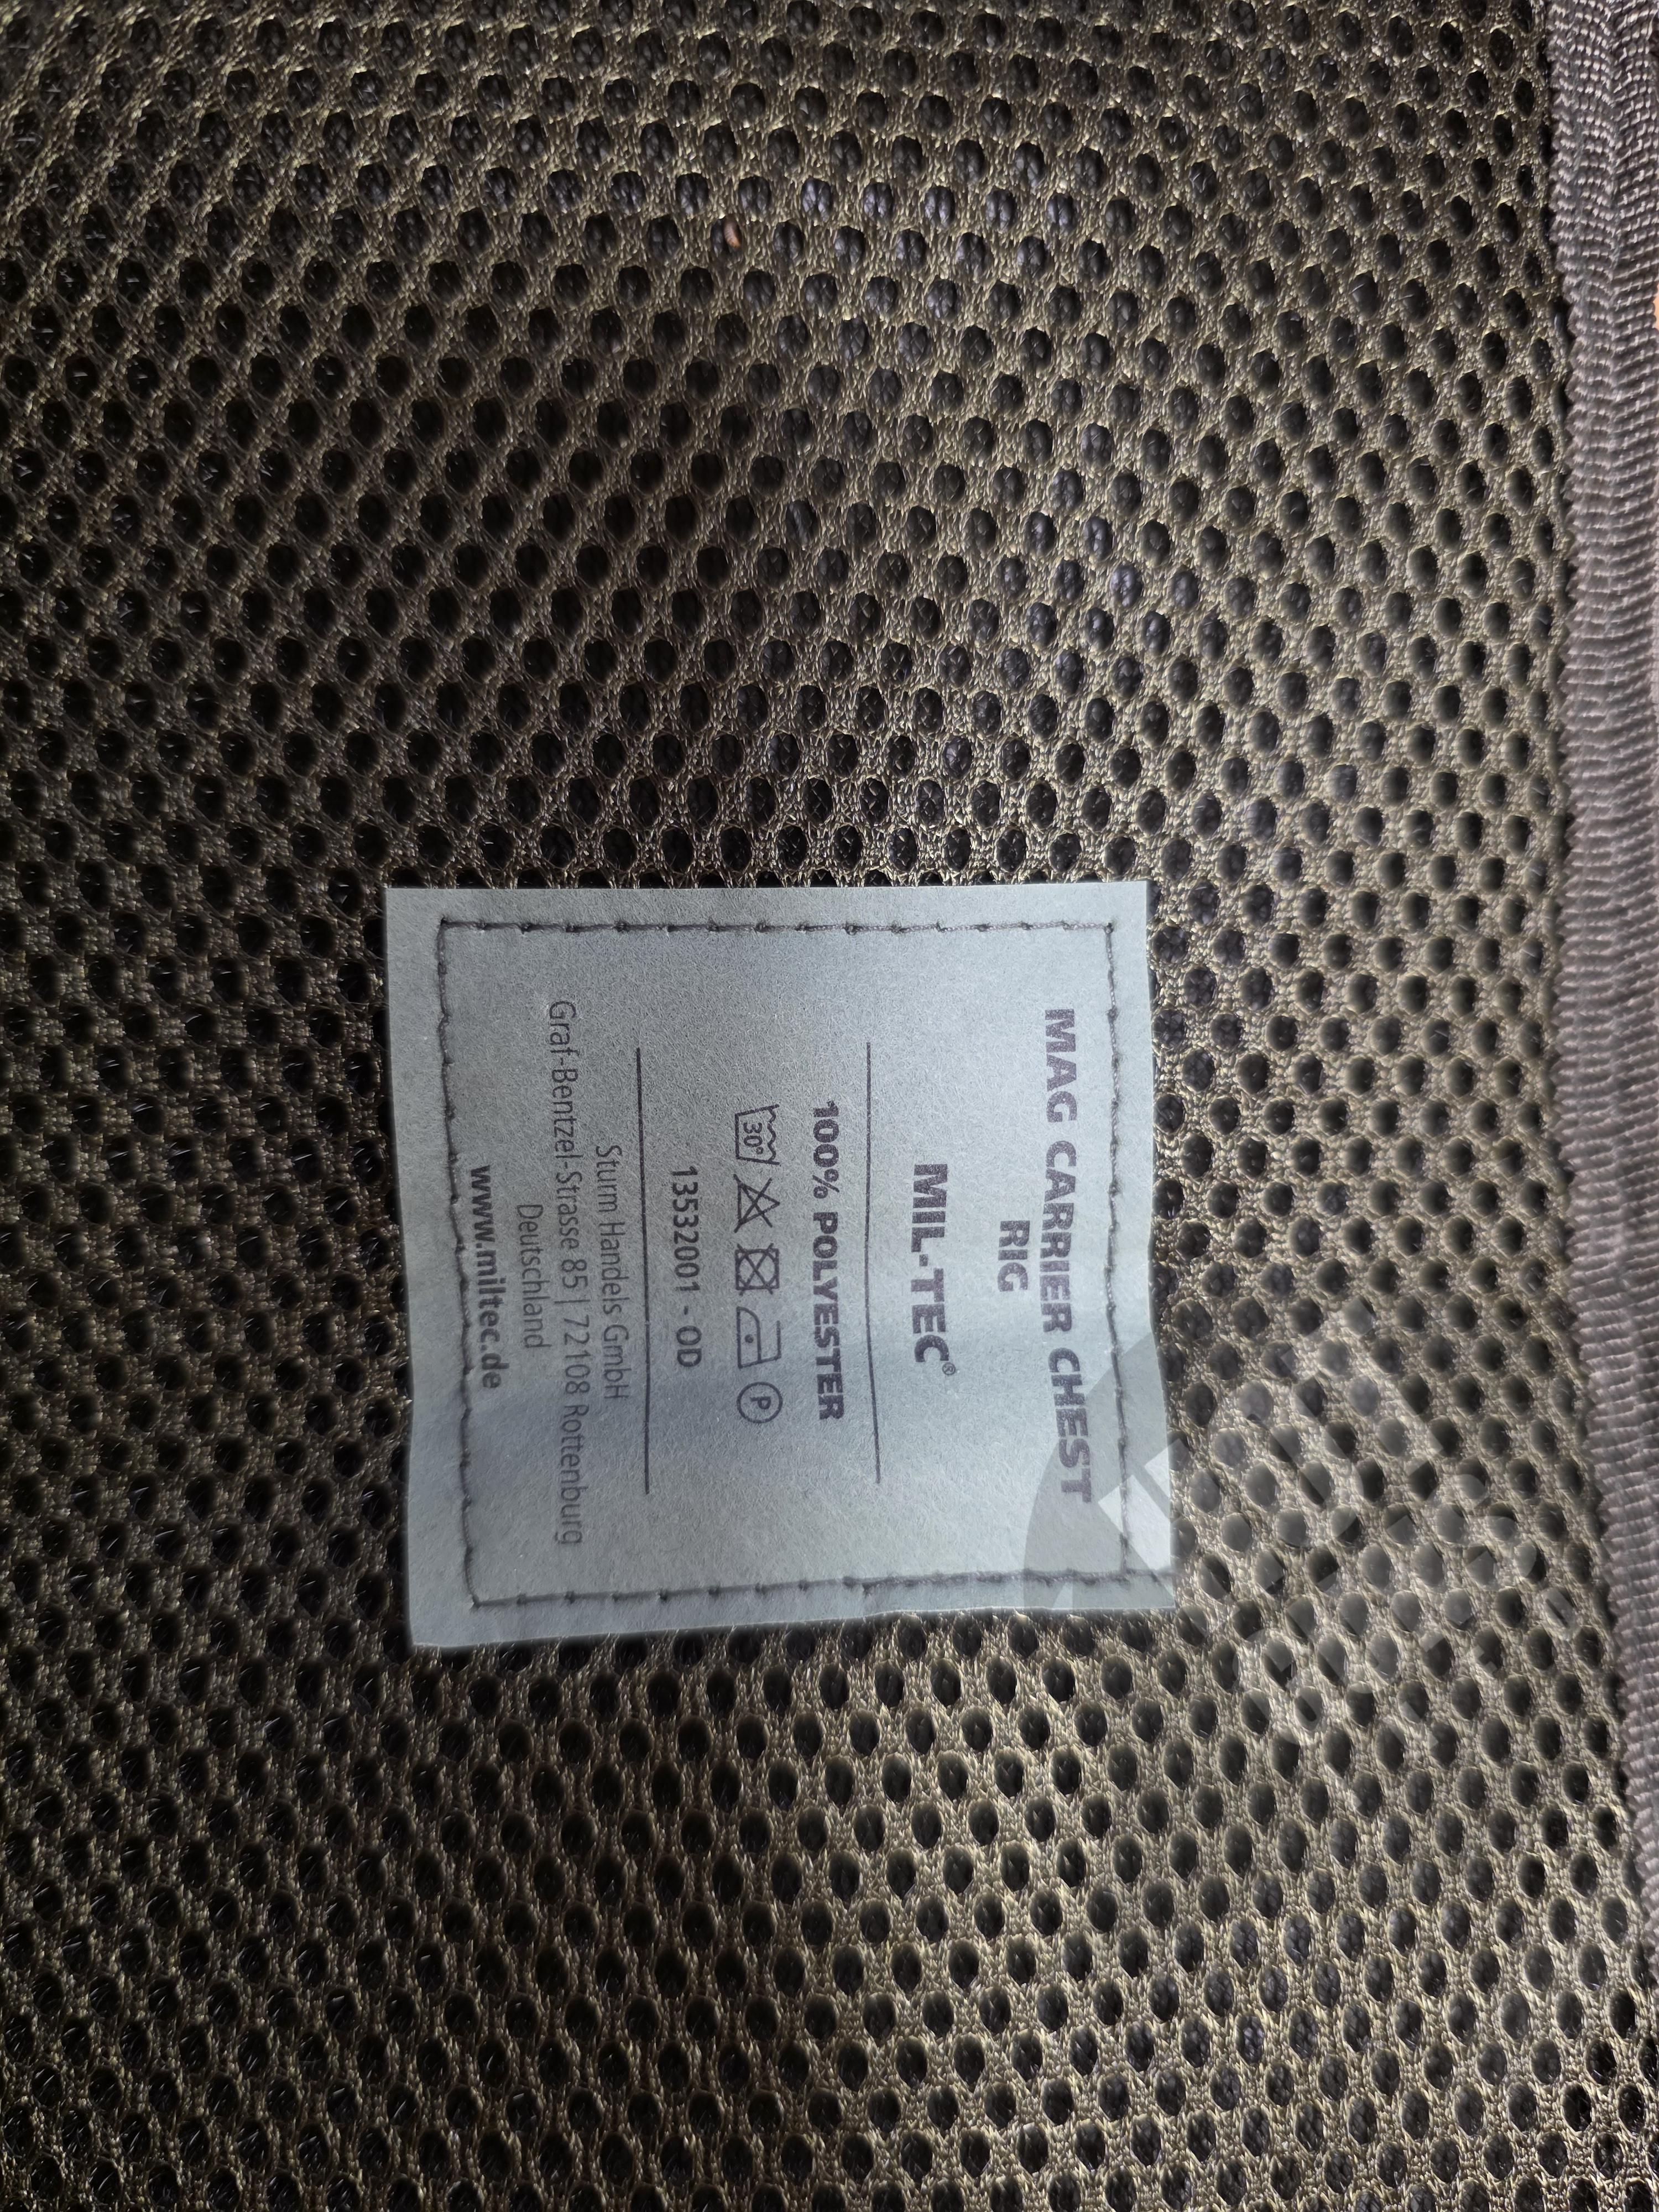 MAG CARRIER CHEST
RIG
MIL-TEC®
100% POLYESTER
30°
P
13532001 - OD
Sturm Handels GmbH
Graf-Bentzel-Strasse 85 | 72108 Rottenburg
Deutschland
www.miltec.de